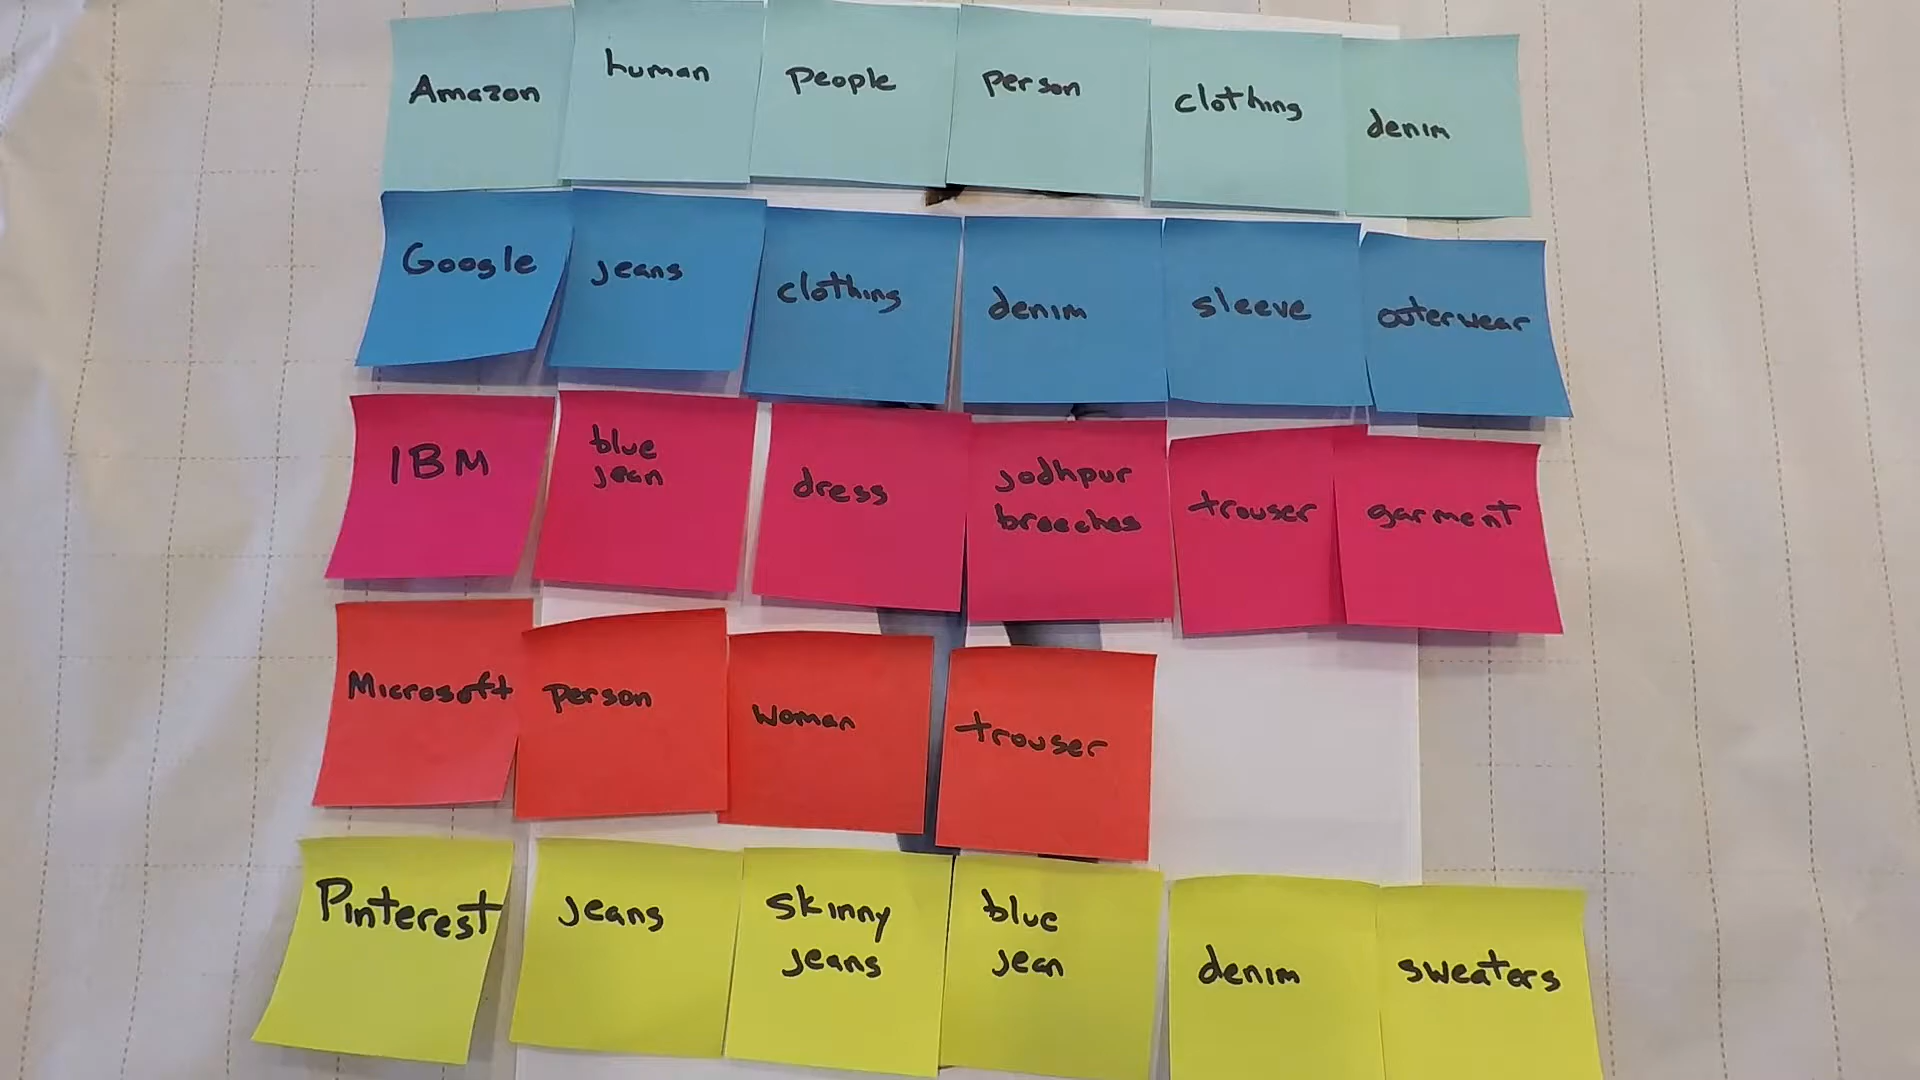 Amazon
human
people
person
clothing
denim
Google
jeans
clothing
denim
sleeve
outerwear
IBM
blue
jean
dress
jodhpur
breeches
trouser
garment
Microsoft
person
woman
trouser
Pinterest
jeans
skinny
jeans
blue
jean
denim
sweaters